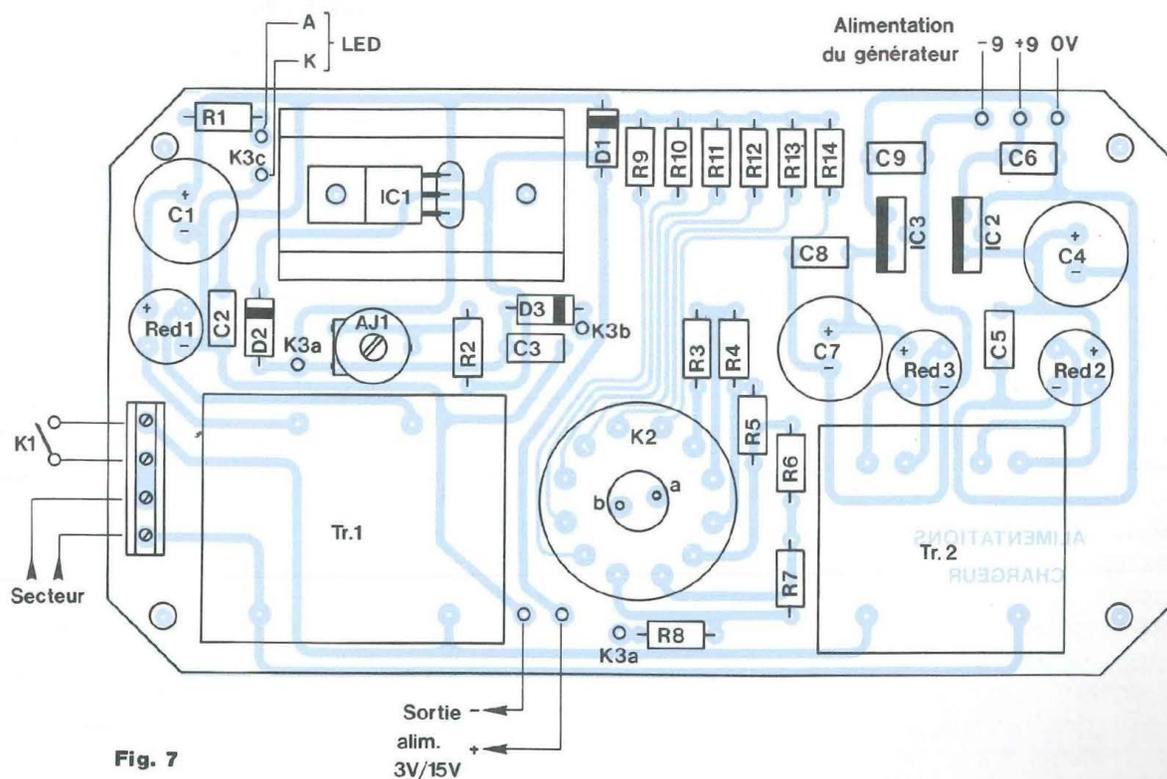 A
LED
K
Alimentation
du générateur
-9 +9 0V
R1
K3c
C1
+
-
IC1
D1
R9
R10
R11
R12
R13
R14
C9
C6
IC3
IC2
C8
C4
+
-
+
Red1
-
C2
D2
K3a
AJ1
R2
D3
K3b
C3
R3
R4
+
C7
-
+
Red3
-
C5
+
Red2
-
K1
Tr.1
K2
a
b
R5
R6
R7
ALIMENTATIONS
CHARGEUR
Tr.2
Secteur
K3a
R8
Sortie -
alim. +
3V/15V
Fig. 7